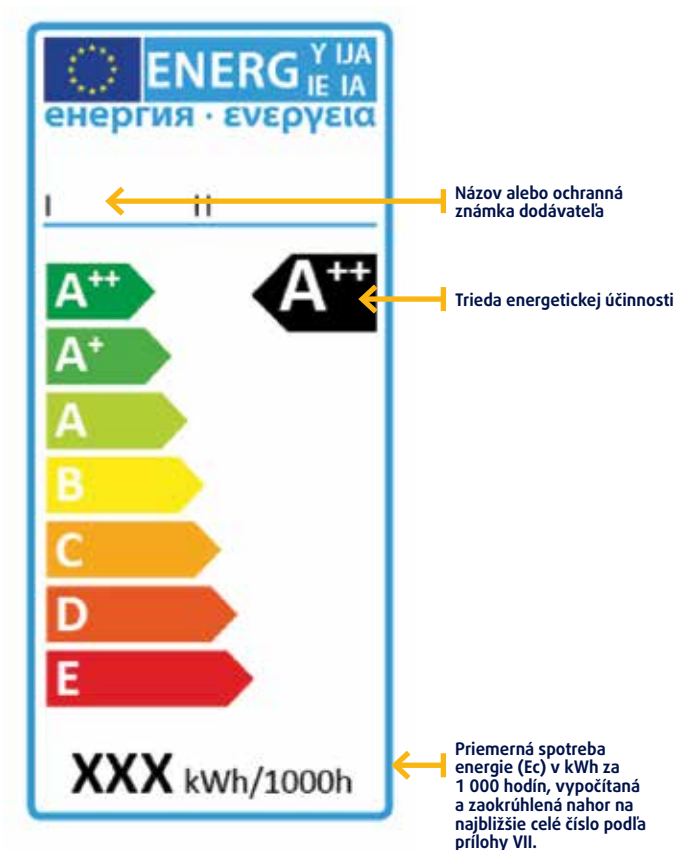 ENERG Y IJA
IE IA
енергия · ενεργεια
I II
Názov alebo ochranná
známka dodávateľa
A++ A++
Trieda energetickej účinnosti
A+
A
B
C
D
E
XXX kWh/1000h
Priemerná spotreba
energie (Ec) v kWh za
1 000 hodín, vypočítaná
a zaokrúhlená nahor na
najbližšie celé číslo podľa
prílohy VII.